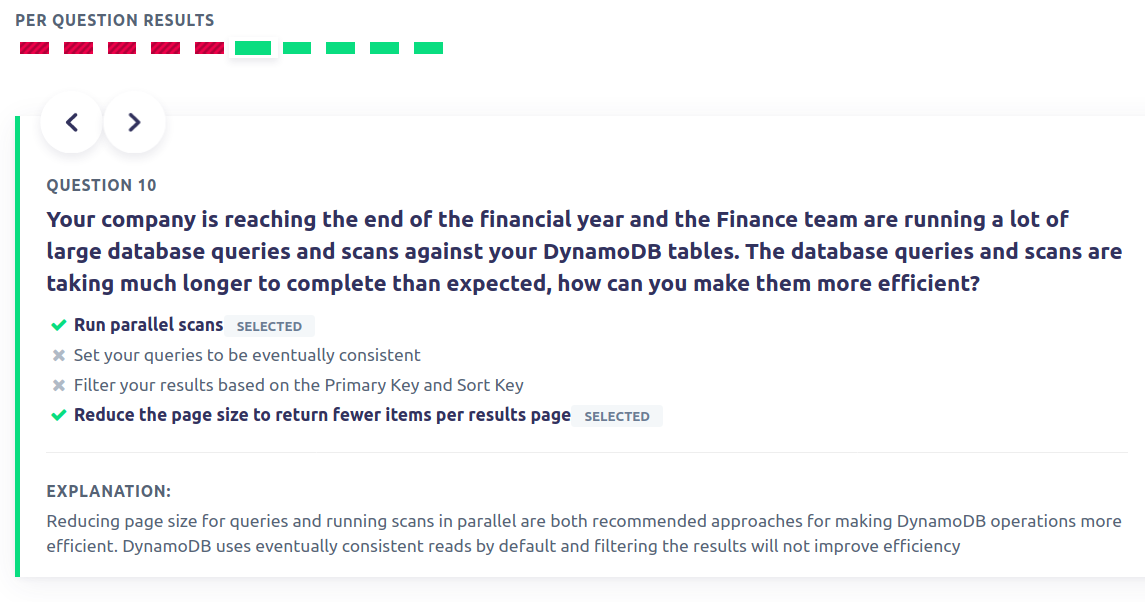 PER QUESTION RESULTS
QUESTION 10
Your company is reaching the end of the financial year and the Finance team are running a lot of
large database queries and scans against your DynamoDB tables. The database queries and scans are
taking much longer to complete than expected, how can you make them more efficient?
Run parallel scans SELECTED
Set your queries to be eventually consistent
Filter your results based on the Primary Key and Sort Key
Reduce the page size to return fewer items per results page SELECTED
EXPLANATION:
Reducing page size for queries and running scans in parallel are both recommended approaches for making DynamoDB operations more
efficient. DynamoDB uses eventually consistent reads by default and filtering the results will not improve efficiency